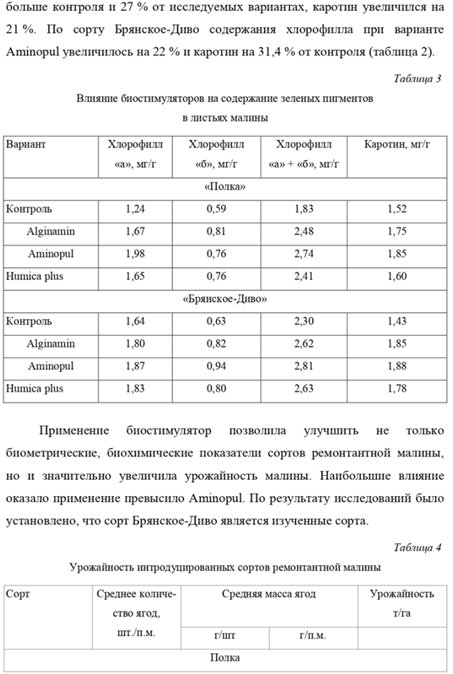 больше контроля и 27 % от исследуемых вариантах, каротин увеличился на
21 %. По сорту Брянское-Диво содержания хлорофилла при варианте
Aminopul увеличилось на 22 % и каротин на 31,4 % от контроля (таблица 2).
Таблица 3
Влияние биостимуляторов на содержание зеленых пигментов
в листьях малины
Вариант Хлорофилл «а», мг/г Хлорофилл «б», мг/г Хлорофилл «а» + «б», мг/г Каротин, мг/г
«Полка»
Контроль 1,24 0,59 1,83 1,52
Alginamin 1,67 0,81 2,48 1,75
Aminopul 1,98 0,76 2,74 1,85
Humica plus 1,65 0,76 2,41 1,60
«Брянское-Диво»
Контроль 1,64 0,63 2,30 1,43
Alginamin 1,80 0,82 2,62 1,85
Aminopul 1,87 0,94 2,81 1,88
Humica plus 1,83 0,80 2,63 1,78
Применение биостимулятор позволила улучшить не только
биометрические, биохимические показатели сортов ремонтантной малины,
но и значительно увеличила урожайность малины. Наибольшие влияние
оказало применение превысило Aminopul. По результату исследований было
установлено, что сорт Брянское-Диво является изученные сорта.
Таблица 4
Урожайность интродуцированных сортов ремонтантной малины
Сорт Среднее количе-
ство ягод,
шт./п.м. Средняя масса ягод Урожайность
т/га
г/шт г/п.м.
Полка